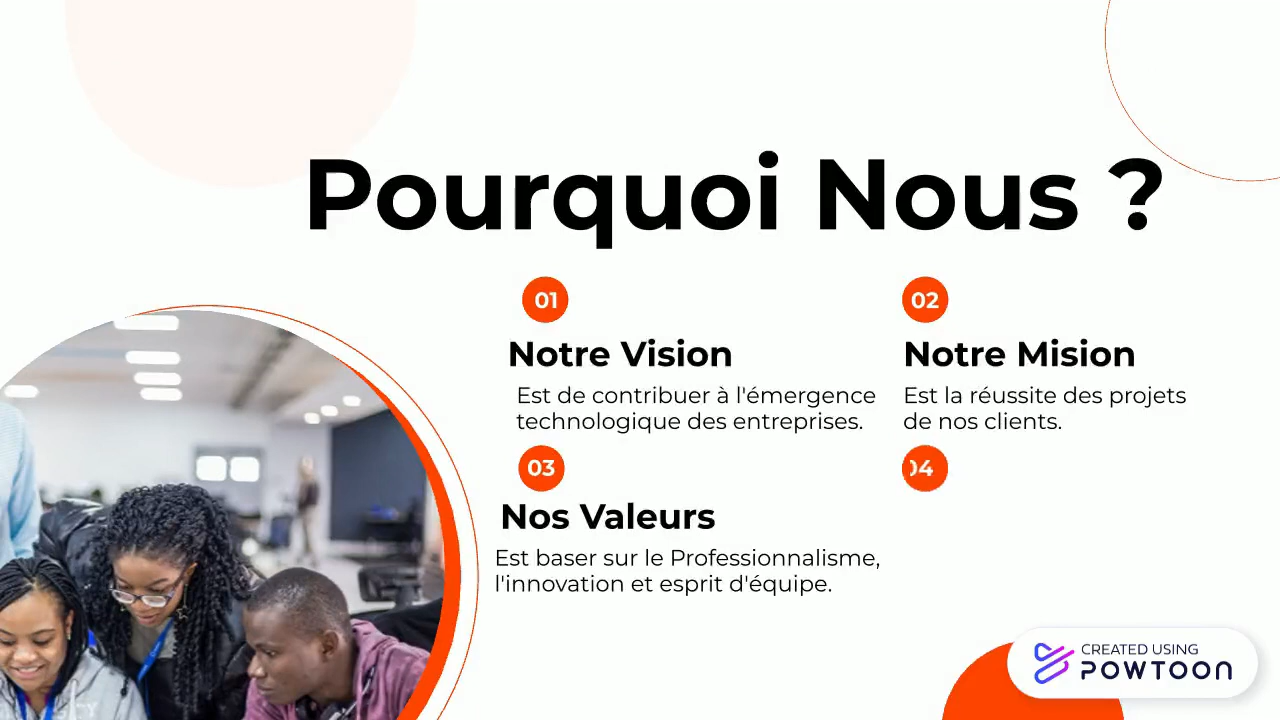 Pourquoi Nous ?
01
Notre Vision
Est de contribuer à l'émergence
technologique des entreprises.
02
Notre Mision
Est la réussite des projets
de nos clients.
03
Nos Valeurs
Est baser sur le Professionnalisme,
l'innovation et esprit d'équipe.
04
CREATED USING
POWTOON